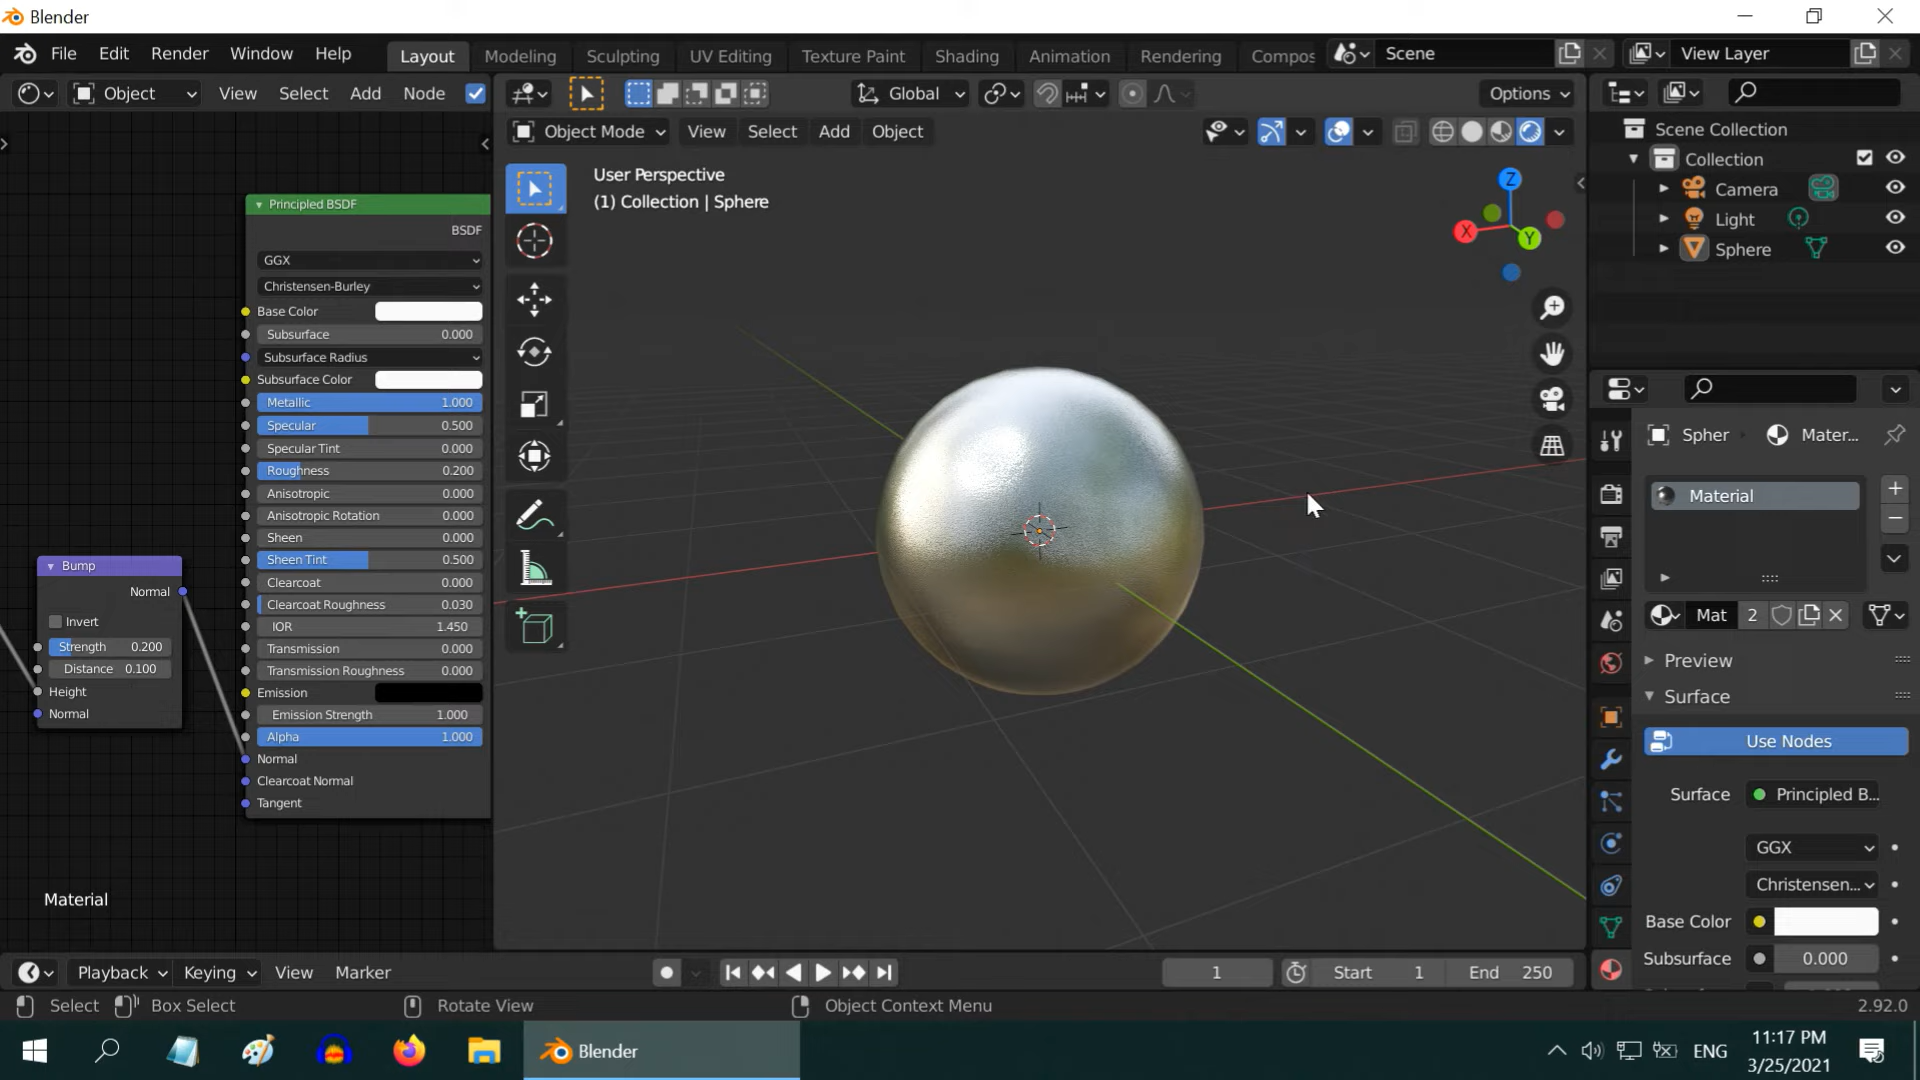 Blender
File Edit Render Window Help Layout Modeling Sculpting UV Editing Texture Paint Shading Animation Rendering Compos Scene View Layer
Object View Select Add Node Global Options
Object Mode View Select Add Object
User Perspective
(1) Collection | Sphere
Scene Collection
Collection
Camera
Light
Sphere
Principled BSDF
BSDF
GGX
Christensen-Burley
Base Color
Subsurface 0.000
Subsurface Radius
Subsurface Color
Metallic 1.000
Specular 0.500
Specular Tint 0.000
Roughness 0.200
Anisotropic 0.000
Anisotropic Rotation 0.000
Sheen 0.000
Sheen Tint 0.500
Clearcoat 0.000
Clearcoat Roughness 0.030
IOR 1.450
Transmission 0.000
Transmission Roughness 0.000
Emission
Emission Strength 1.000
Alpha 1.000
Normal
Clearcoat Normal
Tangent
Bump
Normal
Invert
Strength 0.200
Distance 0.100
Height
Normal
Material
Z
X
Y
Spher Mater...
Material
Mat 2
Preview
Surface
Use Nodes
Surface Principled B...
GGX
Christensen...
Base Color
Subsurface 0.000
Playback Keying View Marker 1 Start 1 End 250
Select Box Select Rotate View Object Context Menu 2.92.0
Blender ENG 11:17 PM
3/25/2021